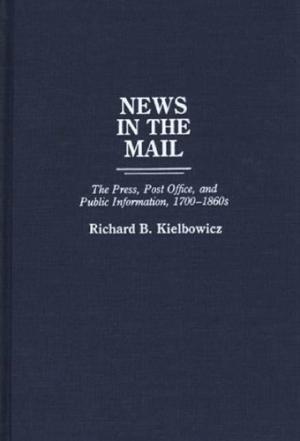 NEWS
IN THE
MAIL
The Press, Post Office, and
Public Information, 1700–1860s
Richard B. Kielbowicz